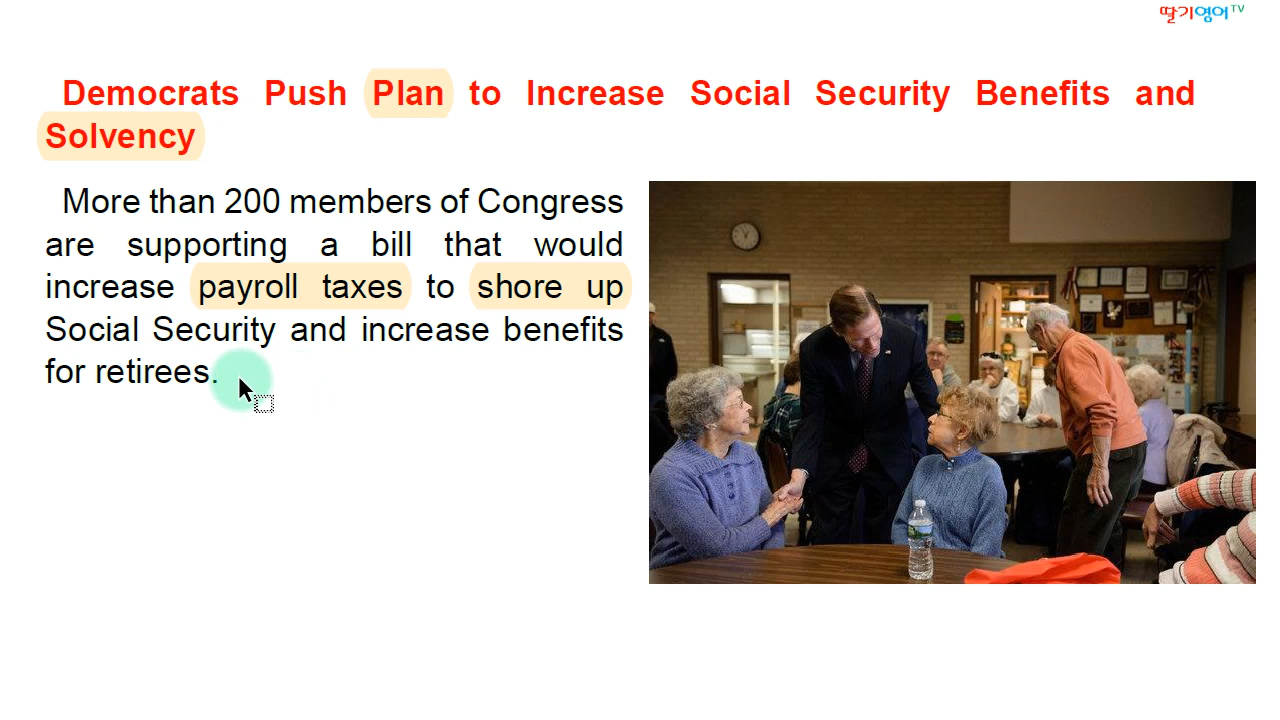 딸기영어TV
Democrats Push Plan to Increase Social Security Benefits and
Solvency
More than 200 members of Congress
are supporting a bill that would
increase payroll taxes to shore up
Social Security and increase benefits
for retirees.